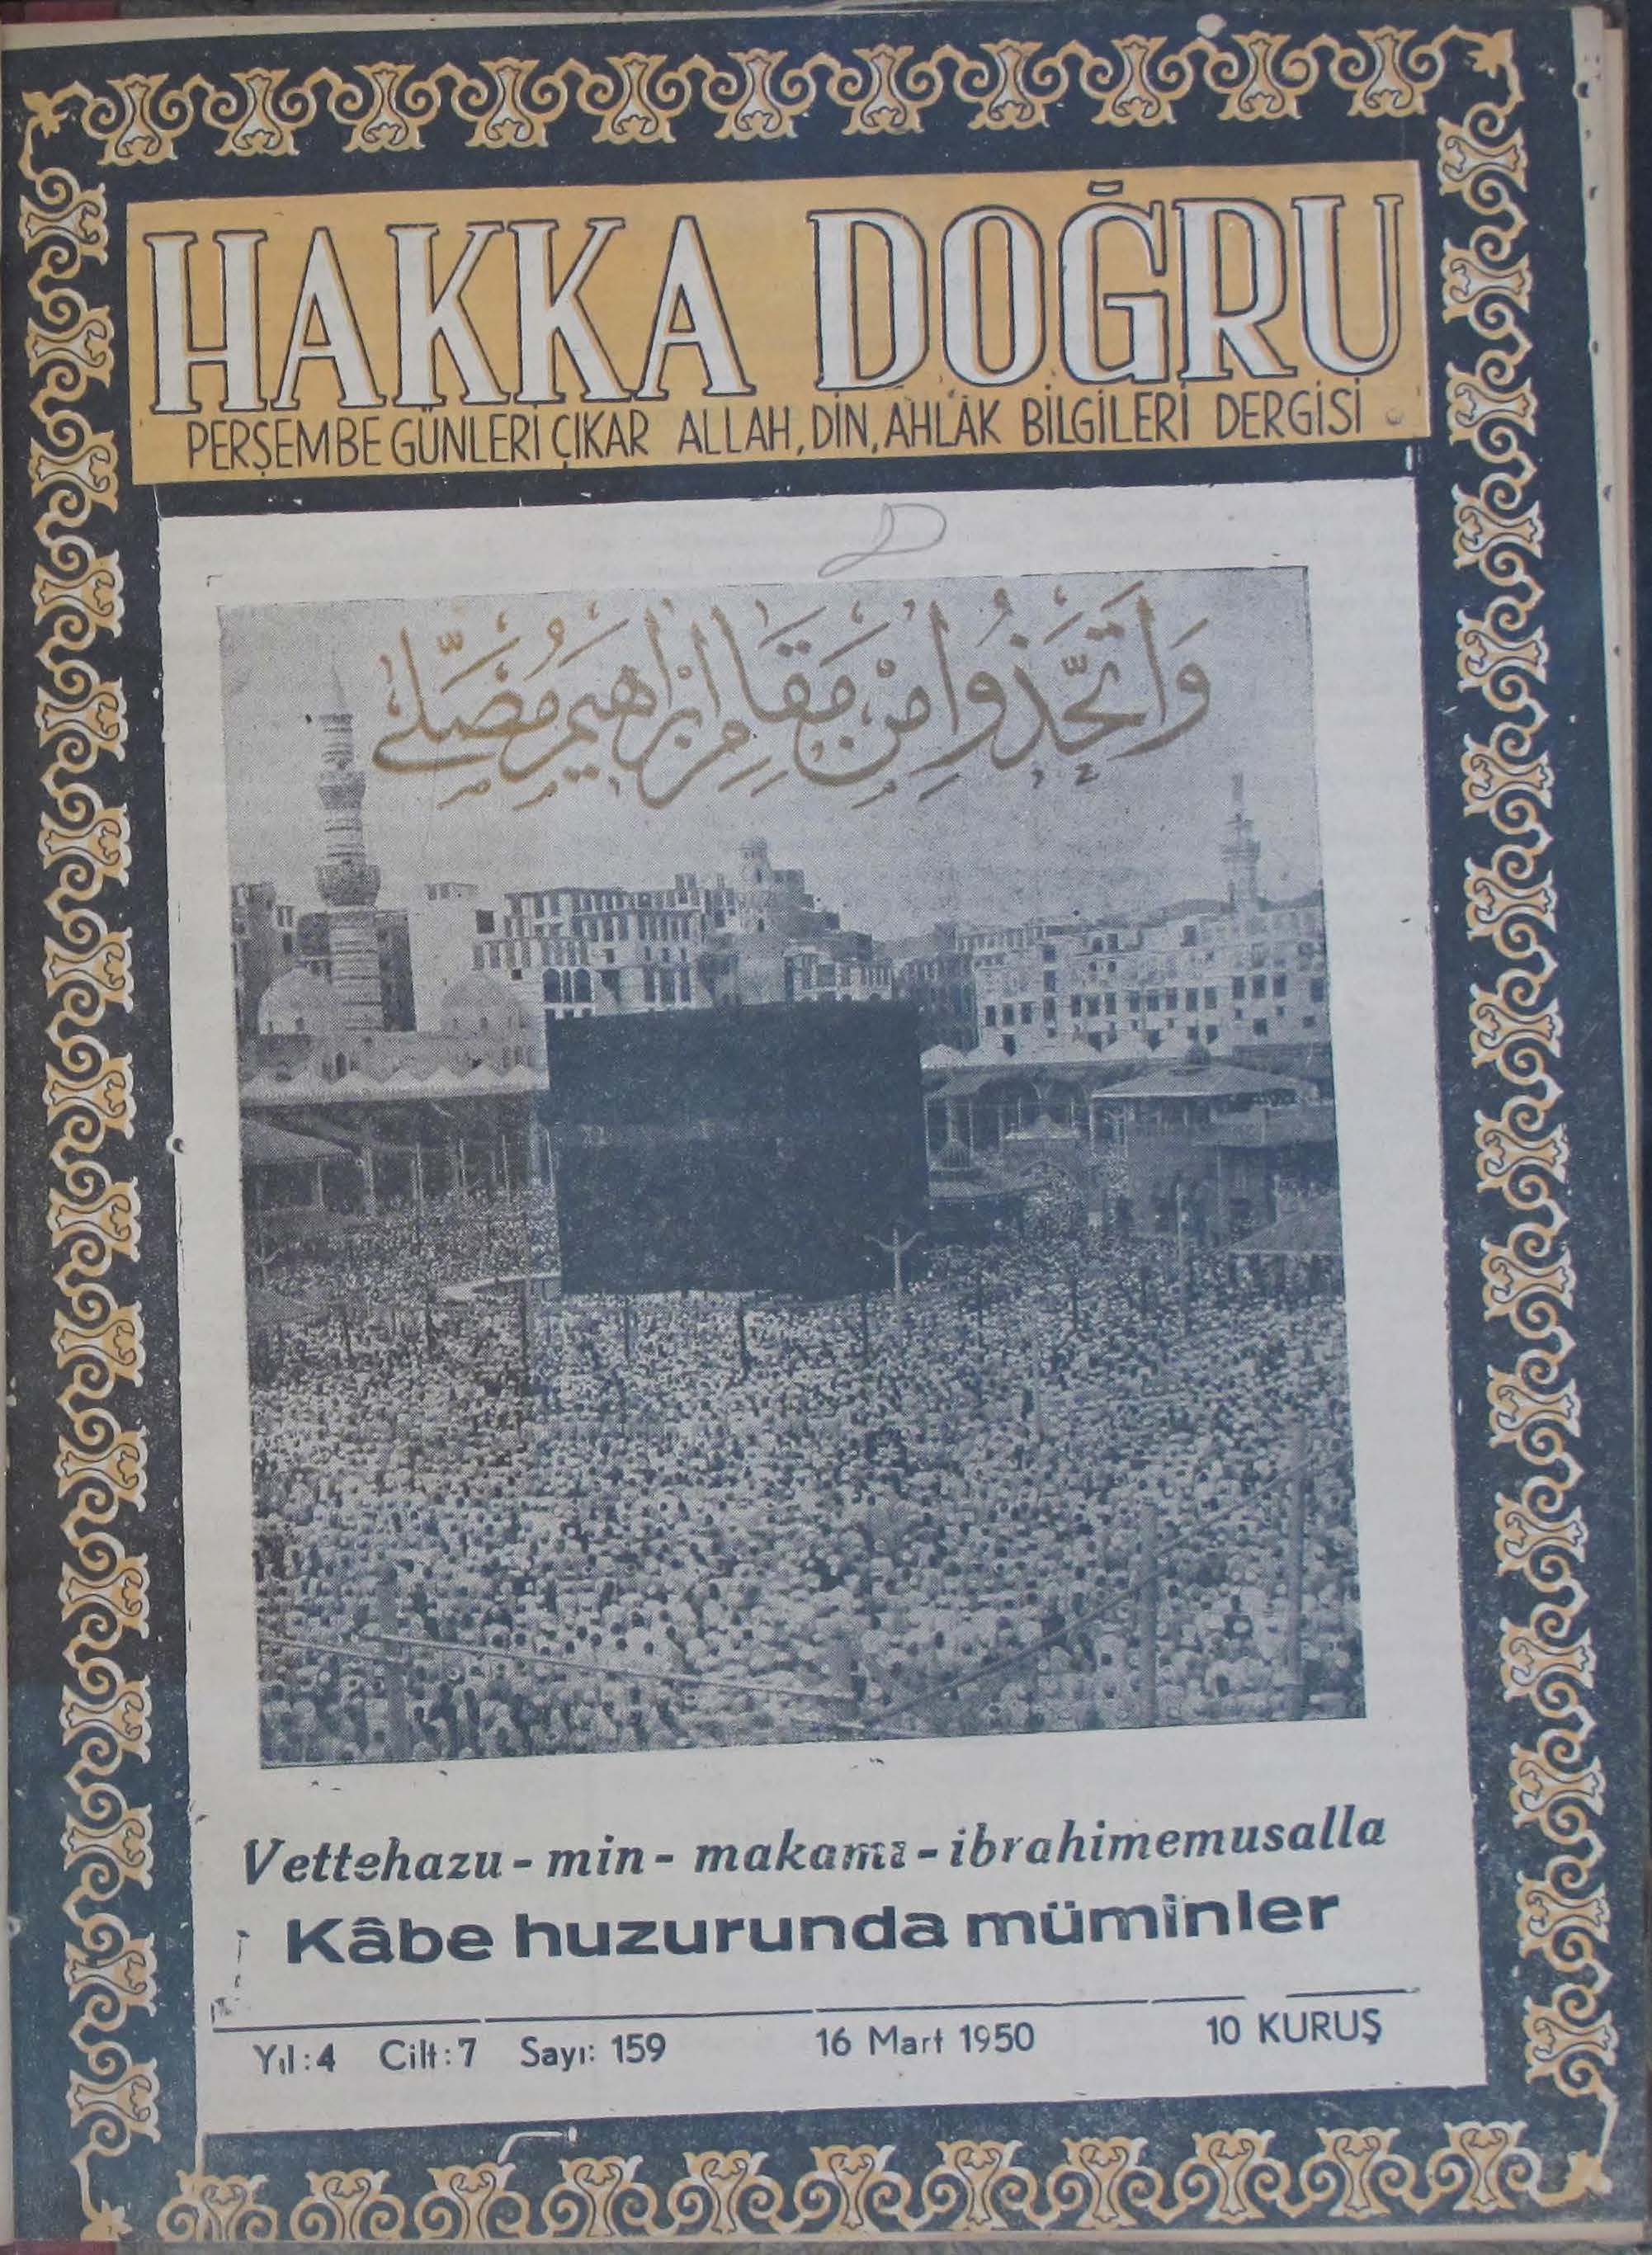 HAKKA DOĞRU
PERŞEMBE GÜNLERİ ÇIKAR ALLAH, DİN, AHLÂK BİLGİLERİ DERGİSİ
وَاتَّخِذُوا مِنْ مَقَامِ إِبْرَاهِيمَ مُصَلًّى
Vettehazu - min - makami - ibrahimemusalla
Kâbe huzurunda müminler
Yıl: 4 Cilt: 7 Sayı: 159 16 Mart 1950 10 KURUŞ